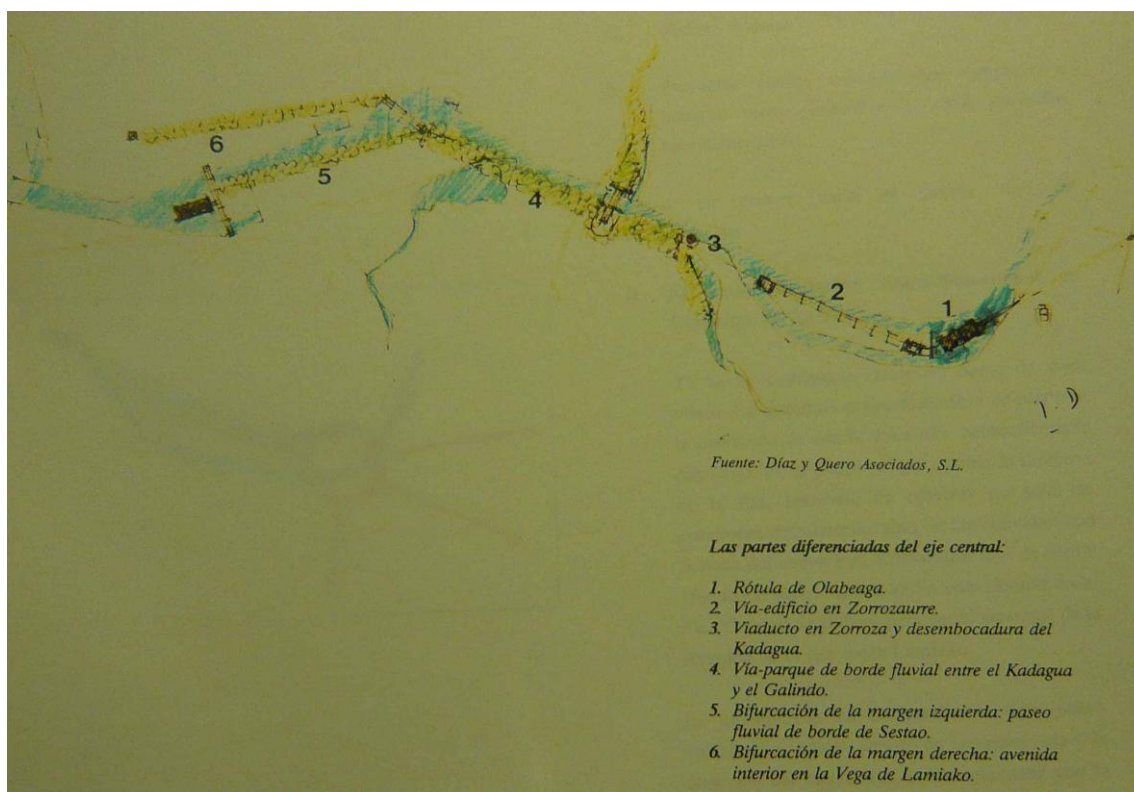 6
5
4
3
2
1
Fuente: Díaz y Quero Asociados, S.L.
Las partes diferenciadas del eje central:
1. Rótula de Olabeaga.
2. Vía-edificio en Zorrozaurre.
3. Viaducto en Zorroza y desembocadura del
Kadagua.
4. Vía-parque de borde fluvial entre el Kadagua
y el Galindo.
5. Bifurcación de la margen izquierda: paseo
fluvial de borde de Sestao.
6. Bifurcación de la margen derecha: avenida
interior en la Vega de Lamiako.